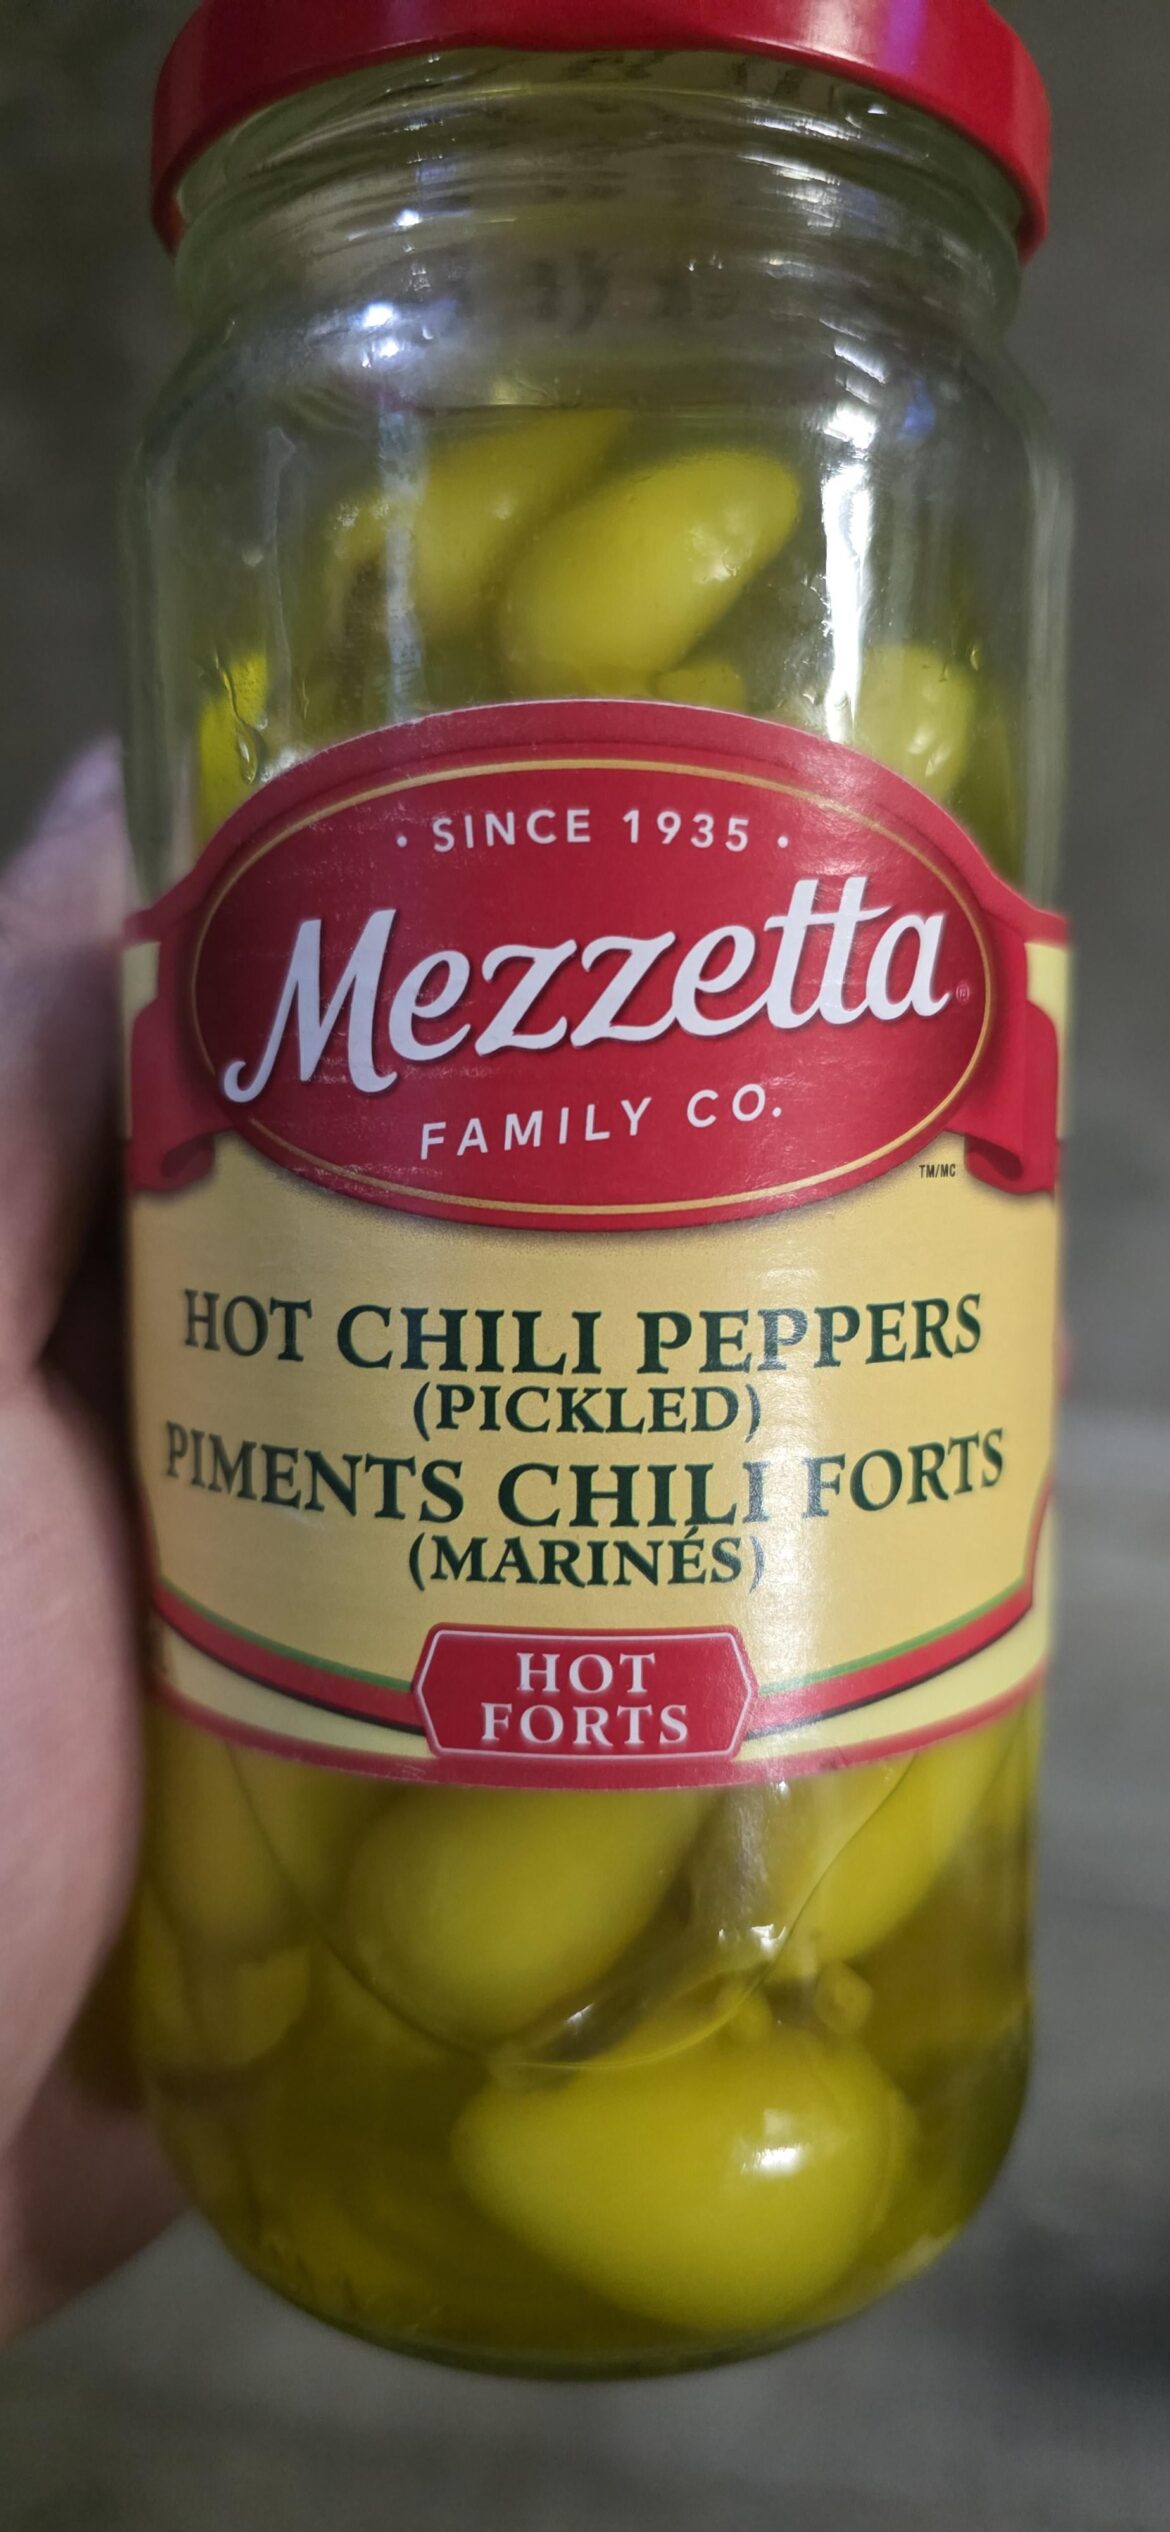 · SINCE 1935 ·
Mezzetta®
FAMILY CO.
TM/MC
HOT CHILI PEPPERS
(PICKLED)
PIMENTS CHILI FORTS
(MARINÉS)
HOT
FORTS